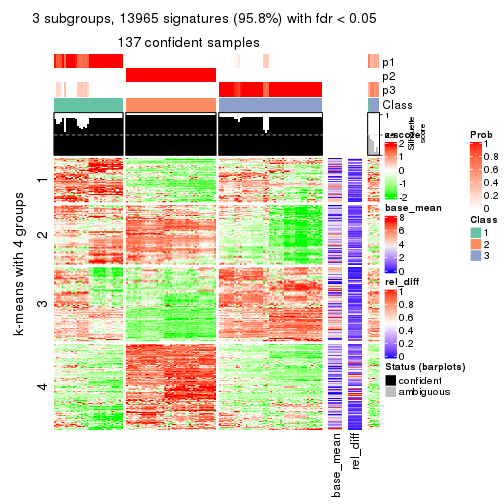 3 subgroups, 13965 signatures (95.8%) with fdr < 0.05
137 confident samples
p1
p2
p3
Class
1
Silhouette
score
k-means with 4 groups
1
2
3
4
base_mean
rel_diff
z-score
2
1
0
-1
-2
base_mean
8
6
4
2
0
rel_diff
1
0.8
0.6
0.4
0.2
0
Status (barplots)
confident
ambiguous
Prob
1
0.8
0.6
0.4
0.2
0
Class
1
2
3